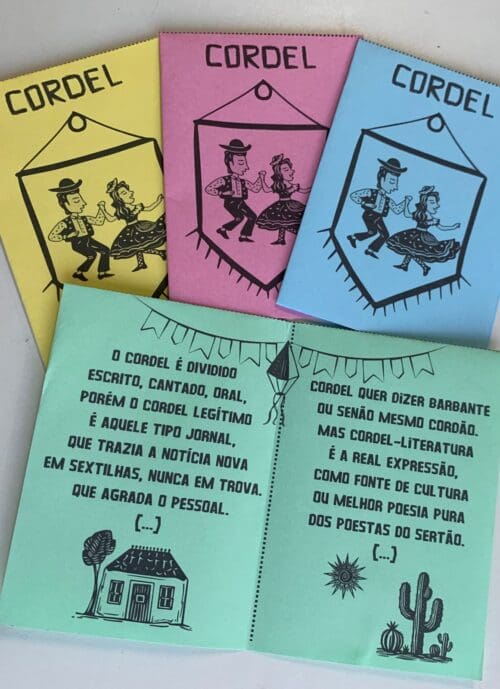 CORDEL
CORDEL
CORDEL
O CORDEL É DIVIDIDO
ESCRITO, CANTADO, ORAL,
PORÉM O CORDEL LEGÍTIMO
É AQUELE TIPO JORNAL,
QUE TRAZIA A NOTÍCIA NOVA
EM SEXTILHAS, NUNCA EM TROVA.
QUE AGRADA O PESSOAL.
(...)
CORDEL QUER DIZER BARBANTE
OU SENÃO MESMO CORDÃO.
MAS CORDEL-LITERATURA
É A REAL EXPRESSÃO,
COMO FONTE DE CULTURA
OU MELHOR POESIA PURA
DOS POESTAS DO SERTÃO.
(...)